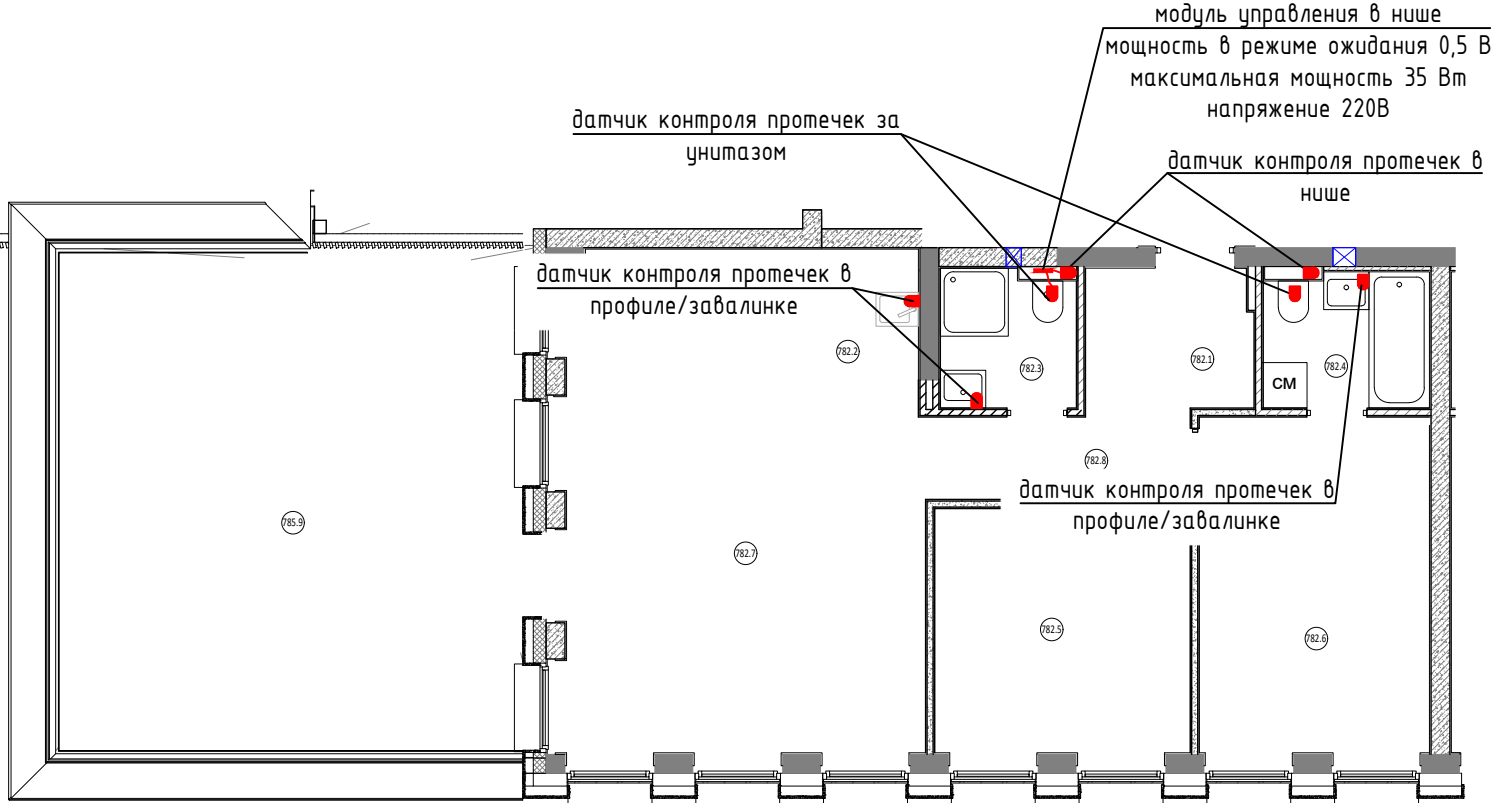 модуль управления в нише
мощность в режиме ожидания 0,5 В
максимальная мощность 35 Вт
напряжение 220В
датчик контроля протечек за
унитазом
датчик контроля протечек в
нише
датчик контроля протечек в
профиле/завалинке
782.2
782.3
782.1
782.4
СМ
782.8
датчик контроля протечек в
профиле/завалинке
785.9
782.7
782.5
782.6